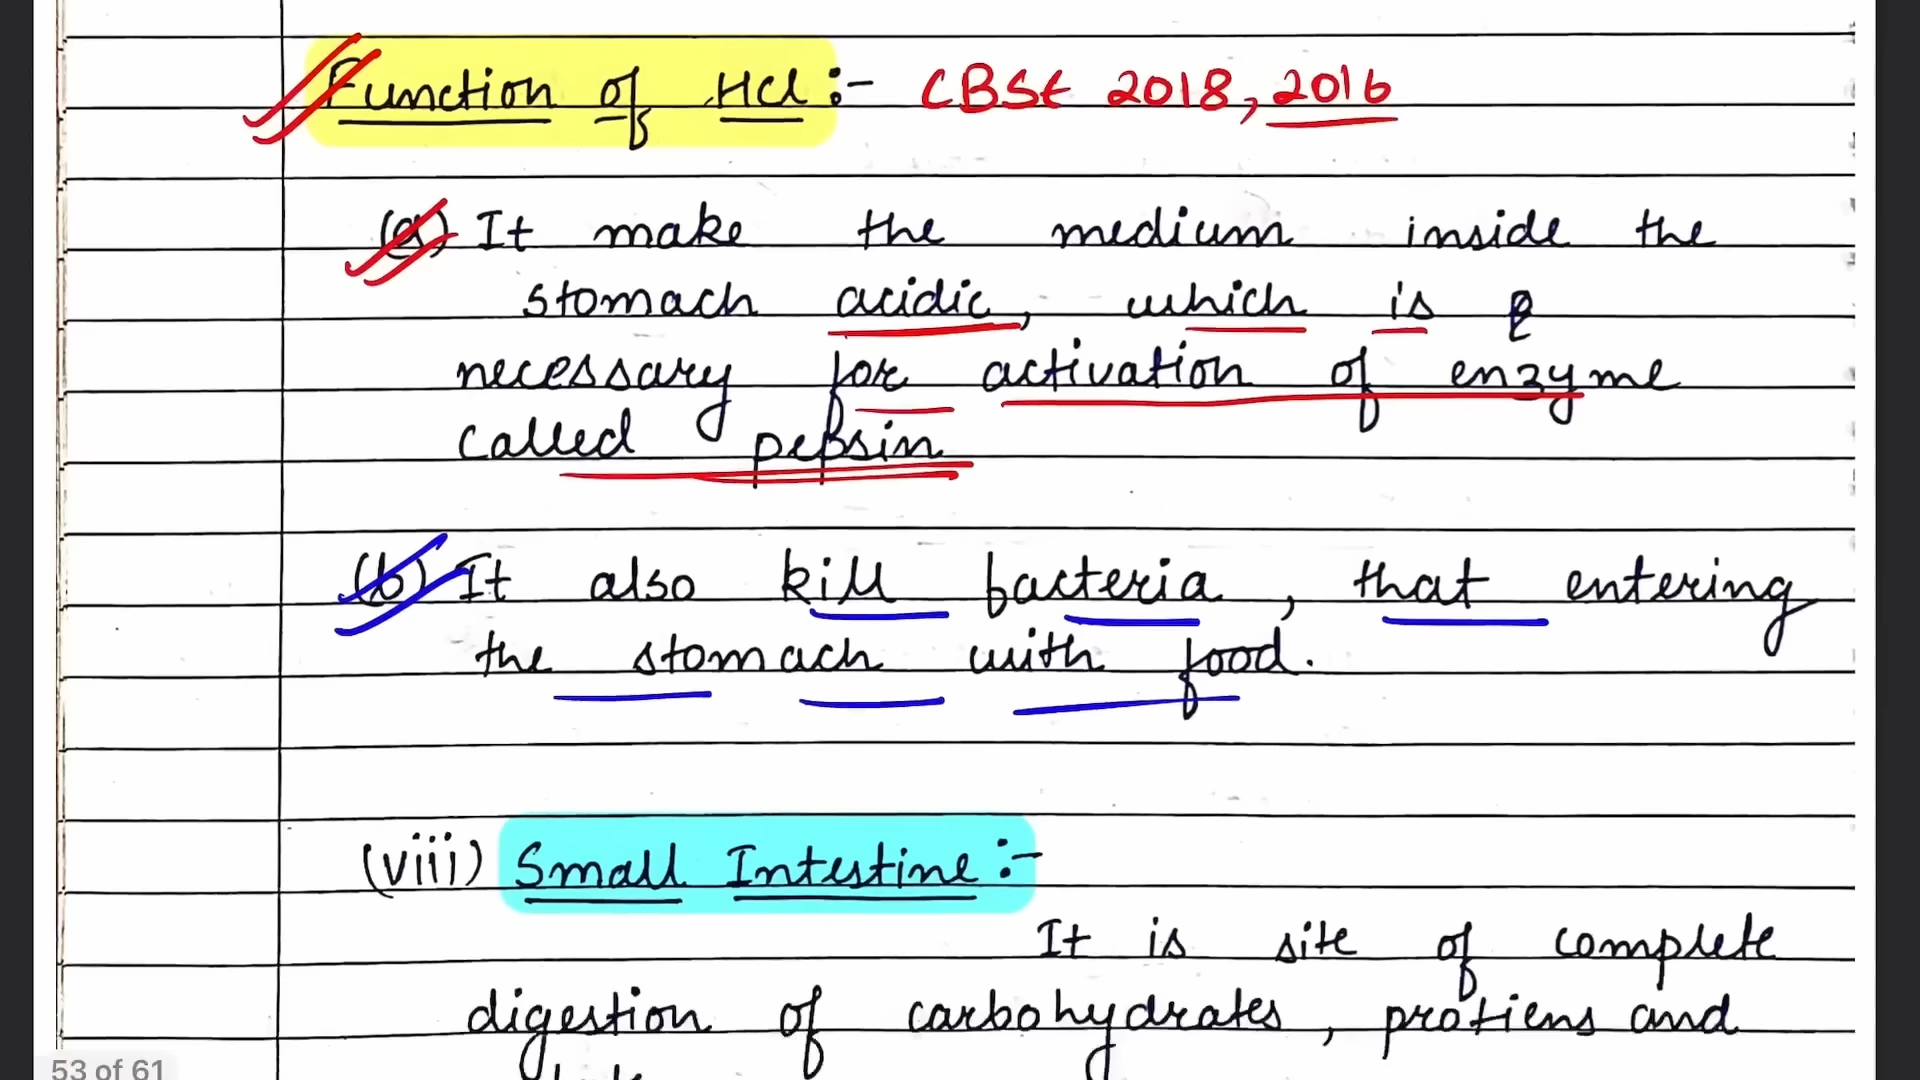 Function of HCl :- CBSE 2018, 2016
(a) It make the medium inside the
stomach acidic, which is
necessary for activation of enzyme
called pepsin
(b) It also kill bacteria, that entering
the stomach with food.
(viii) Small Intestine :-
It is site of complete
digestion of carbohydrates, protiens and
53 of 61